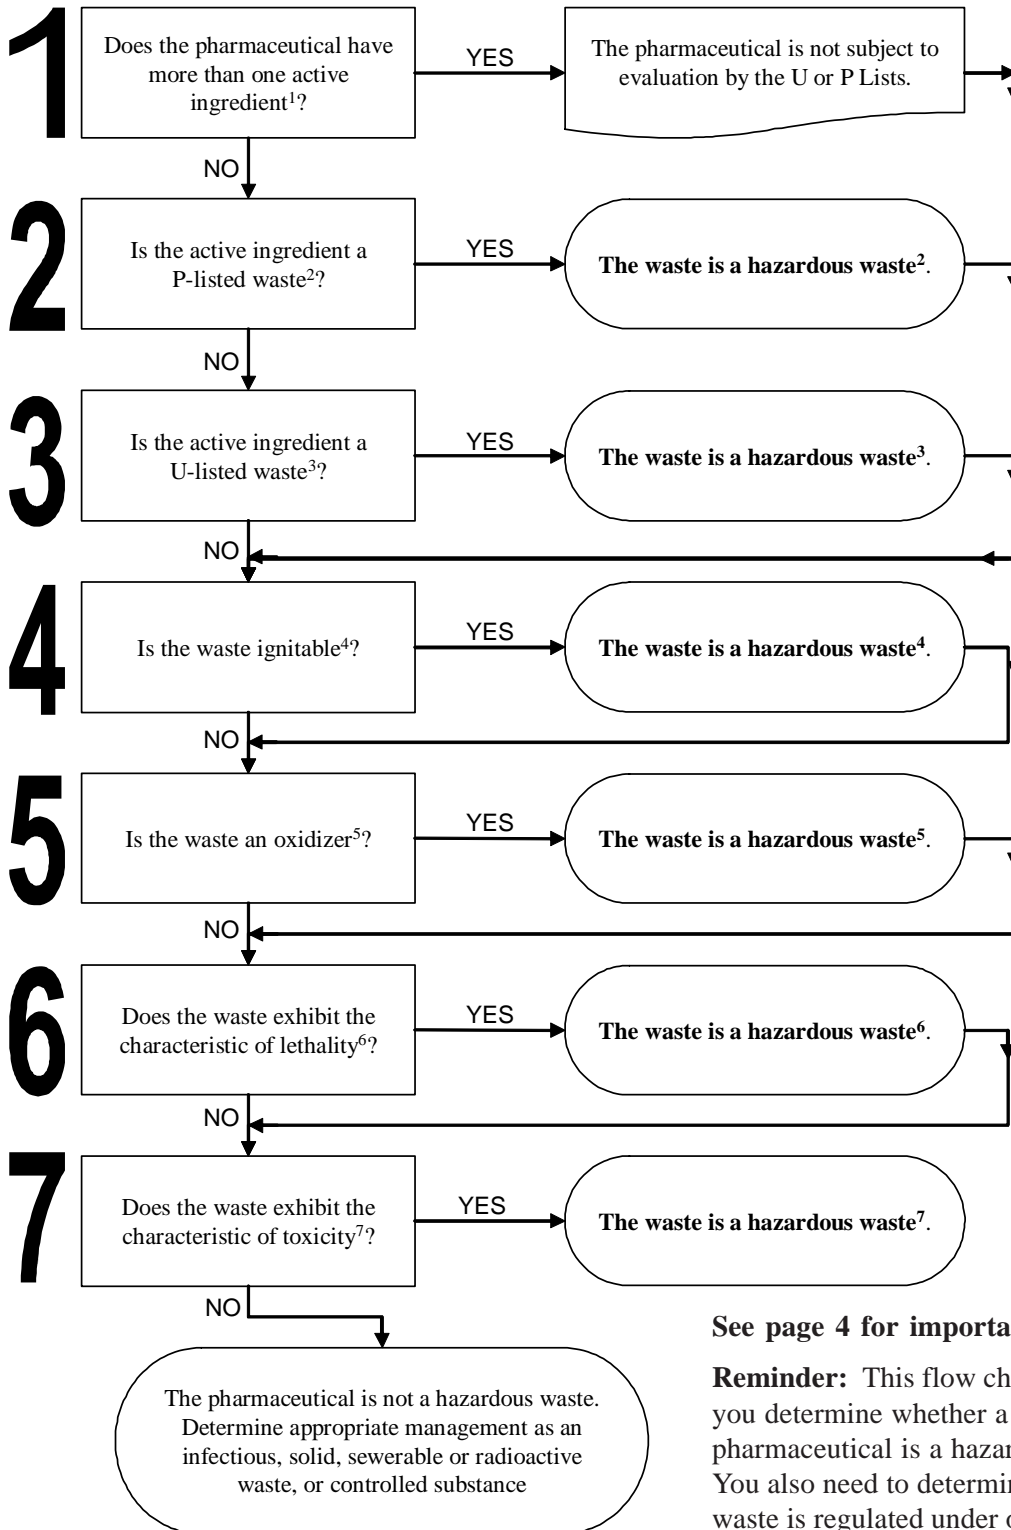 1
Does the pharmaceutical have
more than one active
ingredient¹?
YES
The pharmaceutical is not subject to
evaluation by the U or P Lists.
NO
2
Is the active ingredient a
P-listed waste²?
YES
The waste is a hazardous waste².
NO
3
Is the active ingredient a
U-listed waste³?
YES
The waste is a hazardous waste³.
NO
4
Is the waste ignitable⁴?
YES
The waste is a hazardous waste⁴.
NO
5
Is the waste an oxidizer⁵?
YES
The waste is a hazardous waste⁵.
NO
6
Does the waste exhibit the
characteristic of lethality⁶?
YES
The waste is a hazardous waste⁶.
NO
7
Does the waste exhibit the
characteristic of toxicity⁷?
YES
The waste is a hazardous waste⁷.
NO
The pharmaceutical is not a hazardous waste.
Determine appropriate management as an
infectious, solid, sewerable or radioactive
waste, or controlled substance
See page 4 for importa
Reminder: This flow ch
you determine whether a
pharmaceutical is a hazar
You also need to determin
waste is regulated under o